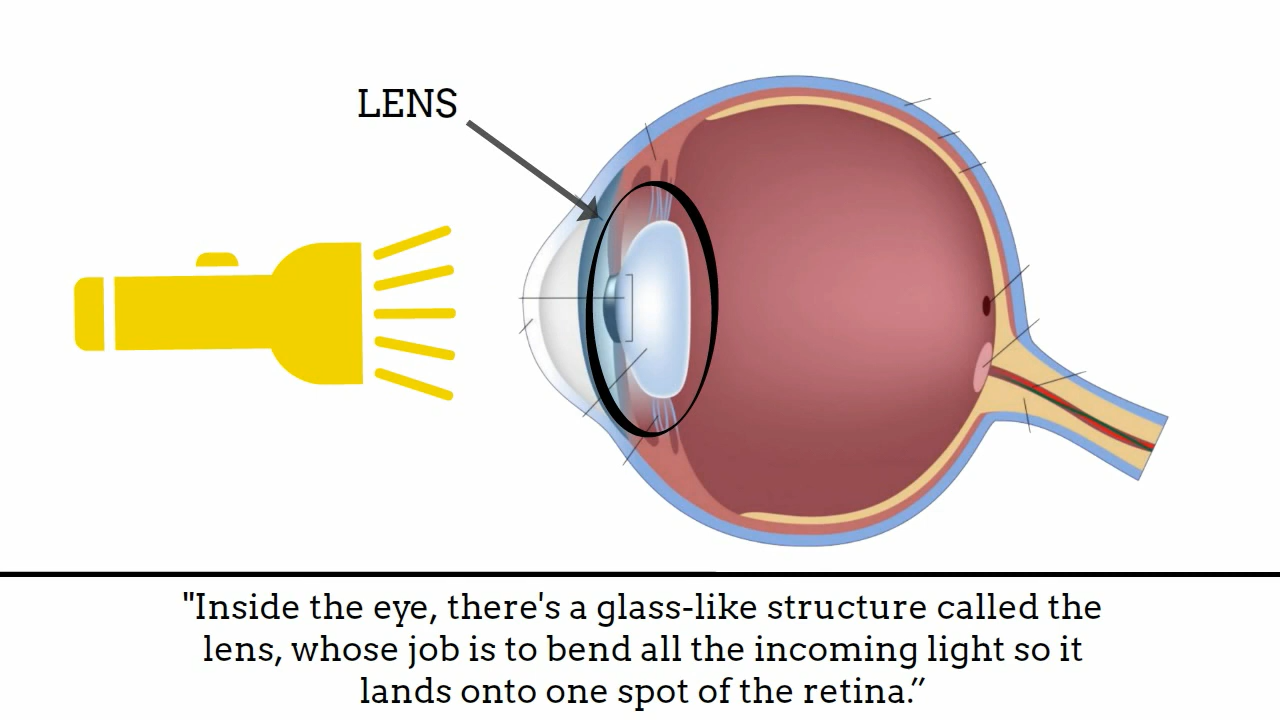 LENS
"Inside the eye, there's a glass-like structure called the
lens, whose job is to bend all the incoming light so it
lands onto one spot of the retina.”